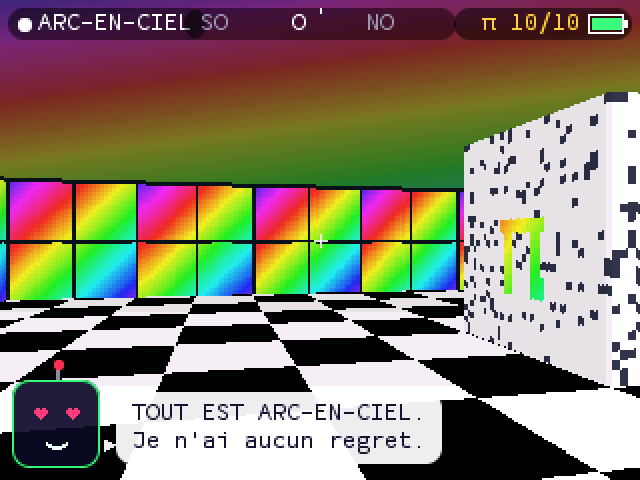 ARC-EN-CIEL SO O NO π 10/10
π
TOUT EST ARC-EN-CIEL.
Je n'ai aucun regret.